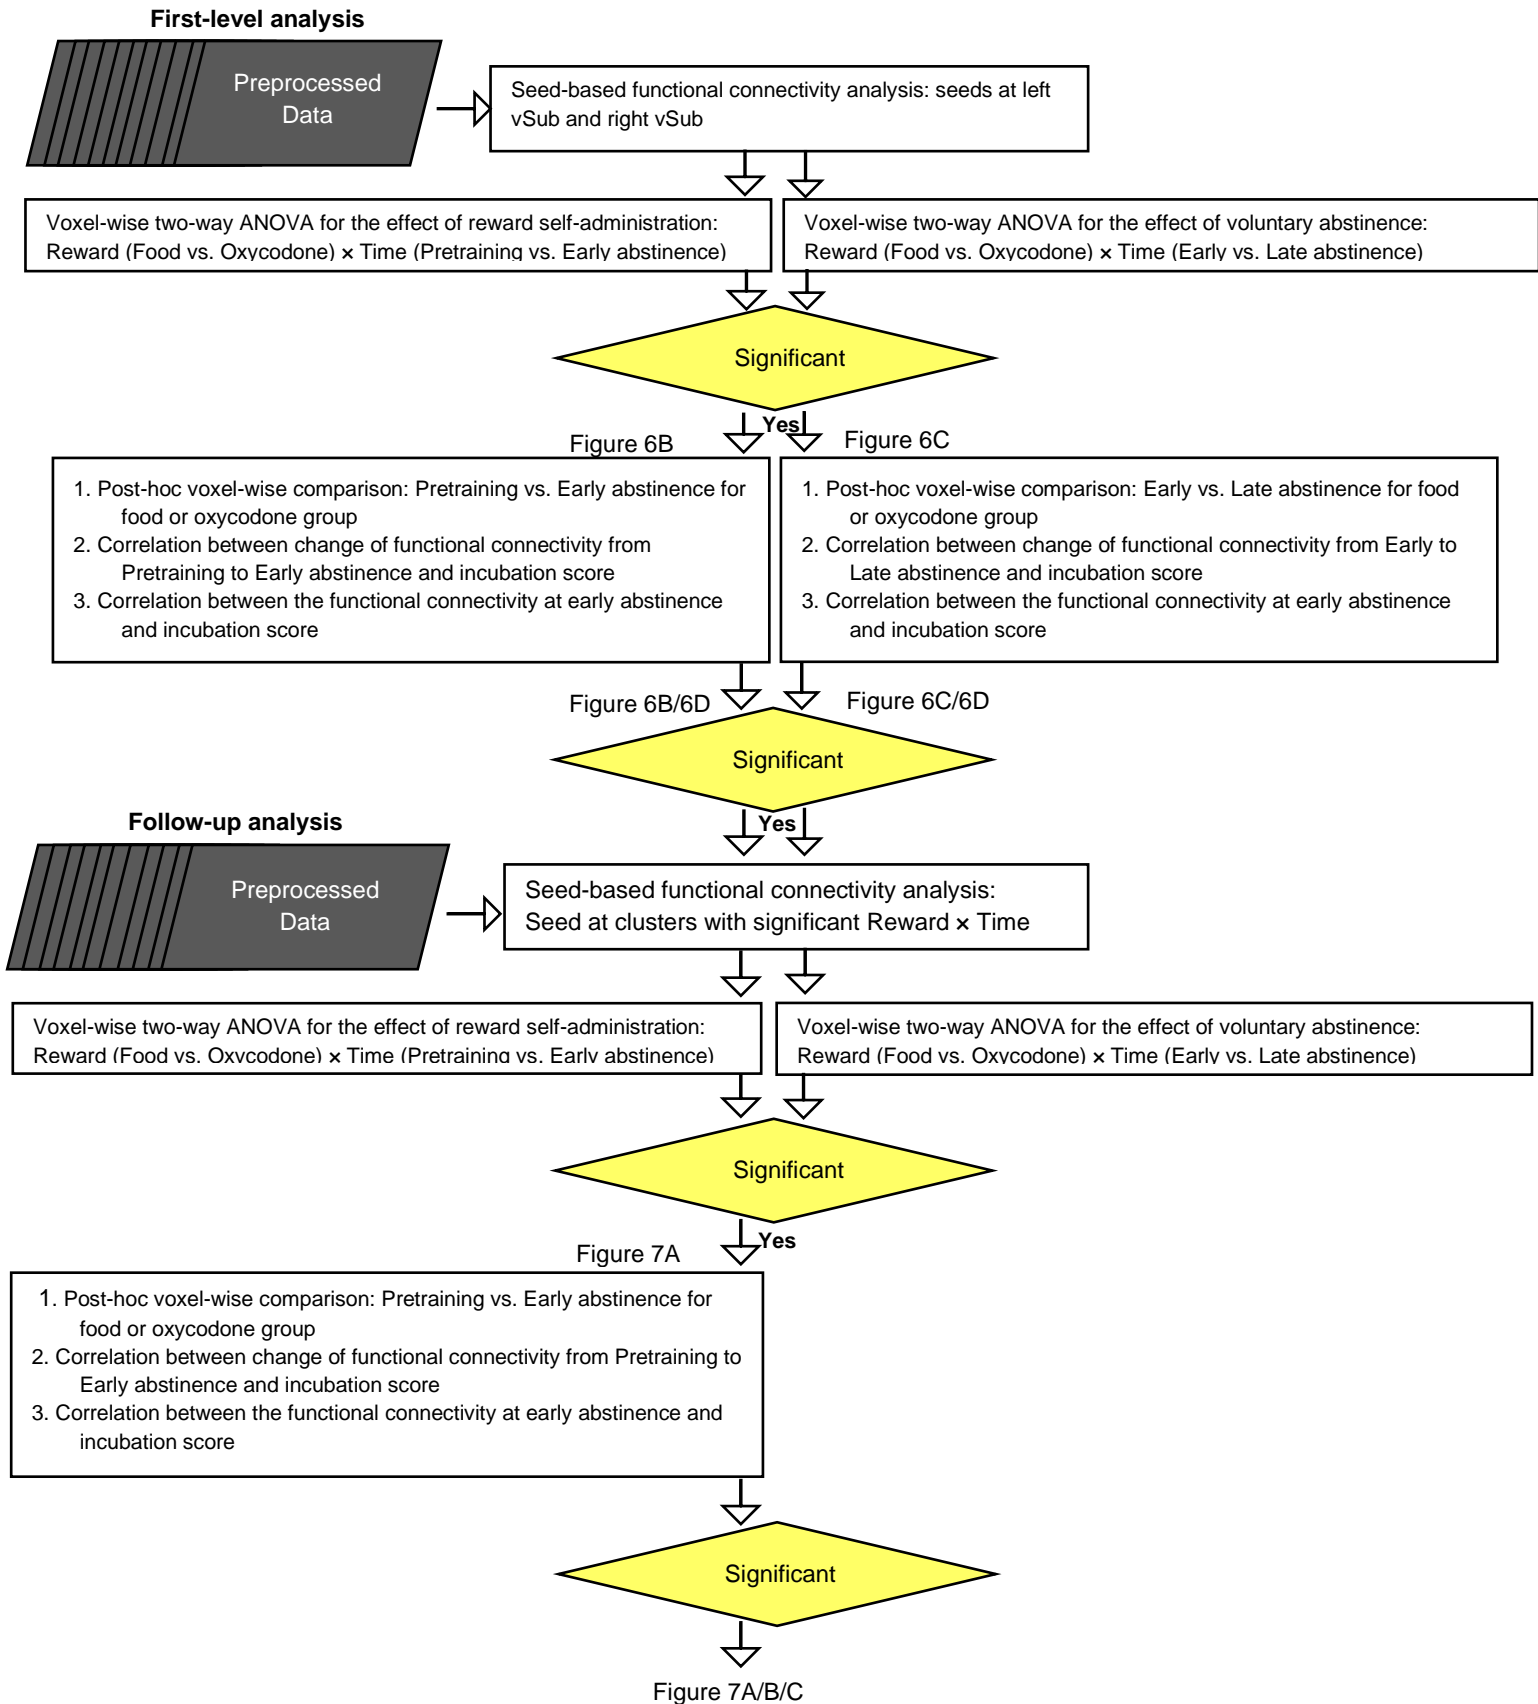 First-level analysis
Preprocessed
Data
Seed-based functional connectivity analysis: seeds at left
vSub and right vSub
Voxel-wise two-way ANOVA for the effect of reward self-administration:
Reward (Food vs. Oxycodone) × Time (Pretraining vs. Early abstinence)
Voxel-wise two-way ANOVA for the effect of voluntary abstinence:
Reward (Food vs. Oxycodone) × Time (Early vs. Late abstinence)
Significant
Yes
Figure 6B
Figure 6C
1. Post-hoc voxel-wise comparison: Pretraining vs. Early abstinence for
food or oxycodone group
2. Correlation between change of functional connectivity from
Pretraining to Early abstinence and incubation score
3. Correlation between the functional connectivity at early abstinence
and incubation score
1. Post-hoc voxel-wise comparison: Early vs. Late abstinence for food
or oxycodone group
2. Correlation between change of functional connectivity from Early to
Late abstinence and incubation score
3. Correlation between the functional connectivity at early abstinence
and incubation score
Figure 6B/6D
Figure 6C/6D
Significant
Yes
Follow-up analysis
Preprocessed
Data
Seed-based functional connectivity analysis:
Seed at clusters with significant Reward × Time
Voxel-wise two-way ANOVA for the effect of reward self-administration:
Reward (Food vs. Oxycodone) × Time (Pretraining vs. Early abstinence)
Voxel-wise two-way ANOVA for the effect of voluntary abstinence:
Reward (Food vs. Oxycodone) × Time (Early vs. Late abstinence)
Significant
Yes
Figure 7A
1. Post-hoc voxel-wise comparison: Pretraining vs. Early abstinence for
food or oxycodone group
2. Correlation between change of functional connectivity from Pretraining to
Early abstinence and incubation score
3. Correlation between the functional connectivity at early abstinence and
incubation score
Significant
Figure 7A/B/C